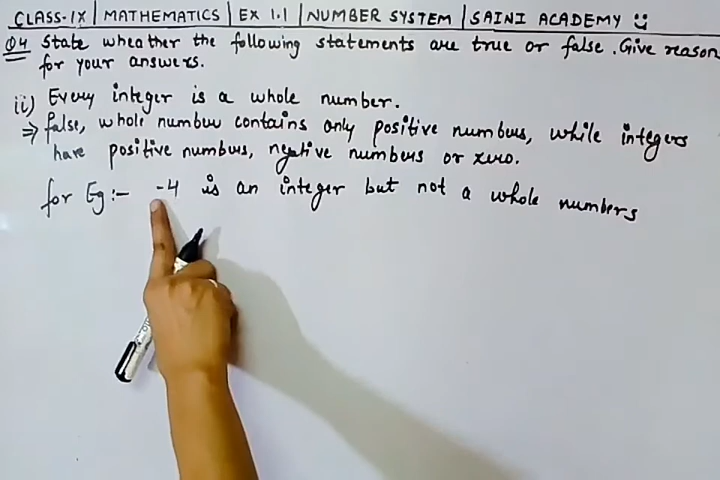 CLASS-IX | MATHEMATICS | EX 1.1 | NUMBER SYSTEM | SAINI ACADEMY
Q4 State wheather the following statements are true or false. Give reason
for your answers.
ii) Every integer is a whole number.
⇒ false, whole number contains only positive numbers, while integers
have positive numbers, negative numbers or zero.
for Eg:- -4 is an integer but not a whole numbers